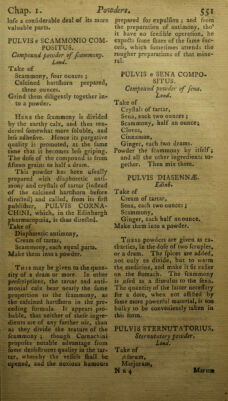 Chap. 1. Powders. 551
lose a considerable deal of its more
valuable parts.
PULVIS e SCAMMONIO COM-
POSITUS.
Compound powder of scammony.
Lond.
Take of
Scammony, four ounces;
Calcined hartshorn prepared,
three ounces.
Grind them diligently together in-
to a powder.
HERE the scammony is divided
by the earthy calx, and thus ren-
dered somewhat more soluble, and
less adhesive. Hence its purgative
quality is promoted, at the same
time that it becomes less griping.
The dose of the compound is from
fifteen grains to half a dram.
This powder has been usually
prepared with diaphoretic anti-
mony and crystals of tartar (instead
of the calcined hartshorn before
directed) and called, from its first
publisher, PULVIS CORNA-
CHINI, which, in the Edinburgh
pharmacopœia, is thus directed.
Take of
Diaphoretic antimony,
Cream of tartar,
Scammony, each equal parts.
Make them into a powder.
THIS may be given to the quan-
tity of a dram or more. In either
prescriptions, the tartar and anti-
monial calx bear nearly the same
proportion to the scammony, as
the calcined hartshorn in the pre-
ceding formula. It appears pro-
bable, that neither of these ingre-
dients are of any further use, than
as they divide the texture of the
scammony; though Cornachini
proposes notable advantage from
some deobstruent quality in the tar-
tar, whereby the vessels shall be
opened, and the noxious humours
prepared for expulsion; and from
the preparation of antimony, tho'
it have no sensible operation, he
expects some share of the same suc-
cess, which sometimes attends the
rougher preparations of that mine-
ral.
PULVIS e SENA COMPO-
SITUS.
Compound powder of sena.
Lond.
Take of
Crystals of tartar,
Sena, each two ounces;
Scammony, half an ounce;
Cloves,
Cinnamon,
Ginger, each two drams.
Powder the scammony by itself;
and all the other ingredients to-
gether. Then mix them.
PULVIS DIASENNÆ.
Edinb.
Take of
Cream of tartar,
Sena, each two ounces;
Scammony,
Ginger, each half an ounce.
Make them into a powder.
THESE powders are given as ca-
thartics, in the dose of two scruples,
or a dram. The spices are added,
not only to divide, but to warm
the medicine, and make it sit easier
on the stomach. The scammony
is used as a stimulus to the sena.
The quantity of the latter necessary
for a dose, when not assisted by
some more powerful material, is too
bulky to be conveniently taken in
this form.
PULVIS STERNUTATORIUS.
Sternutatory powder.
Lond.
Take of
Asarum,
Marjoram,
N n 4 Marum